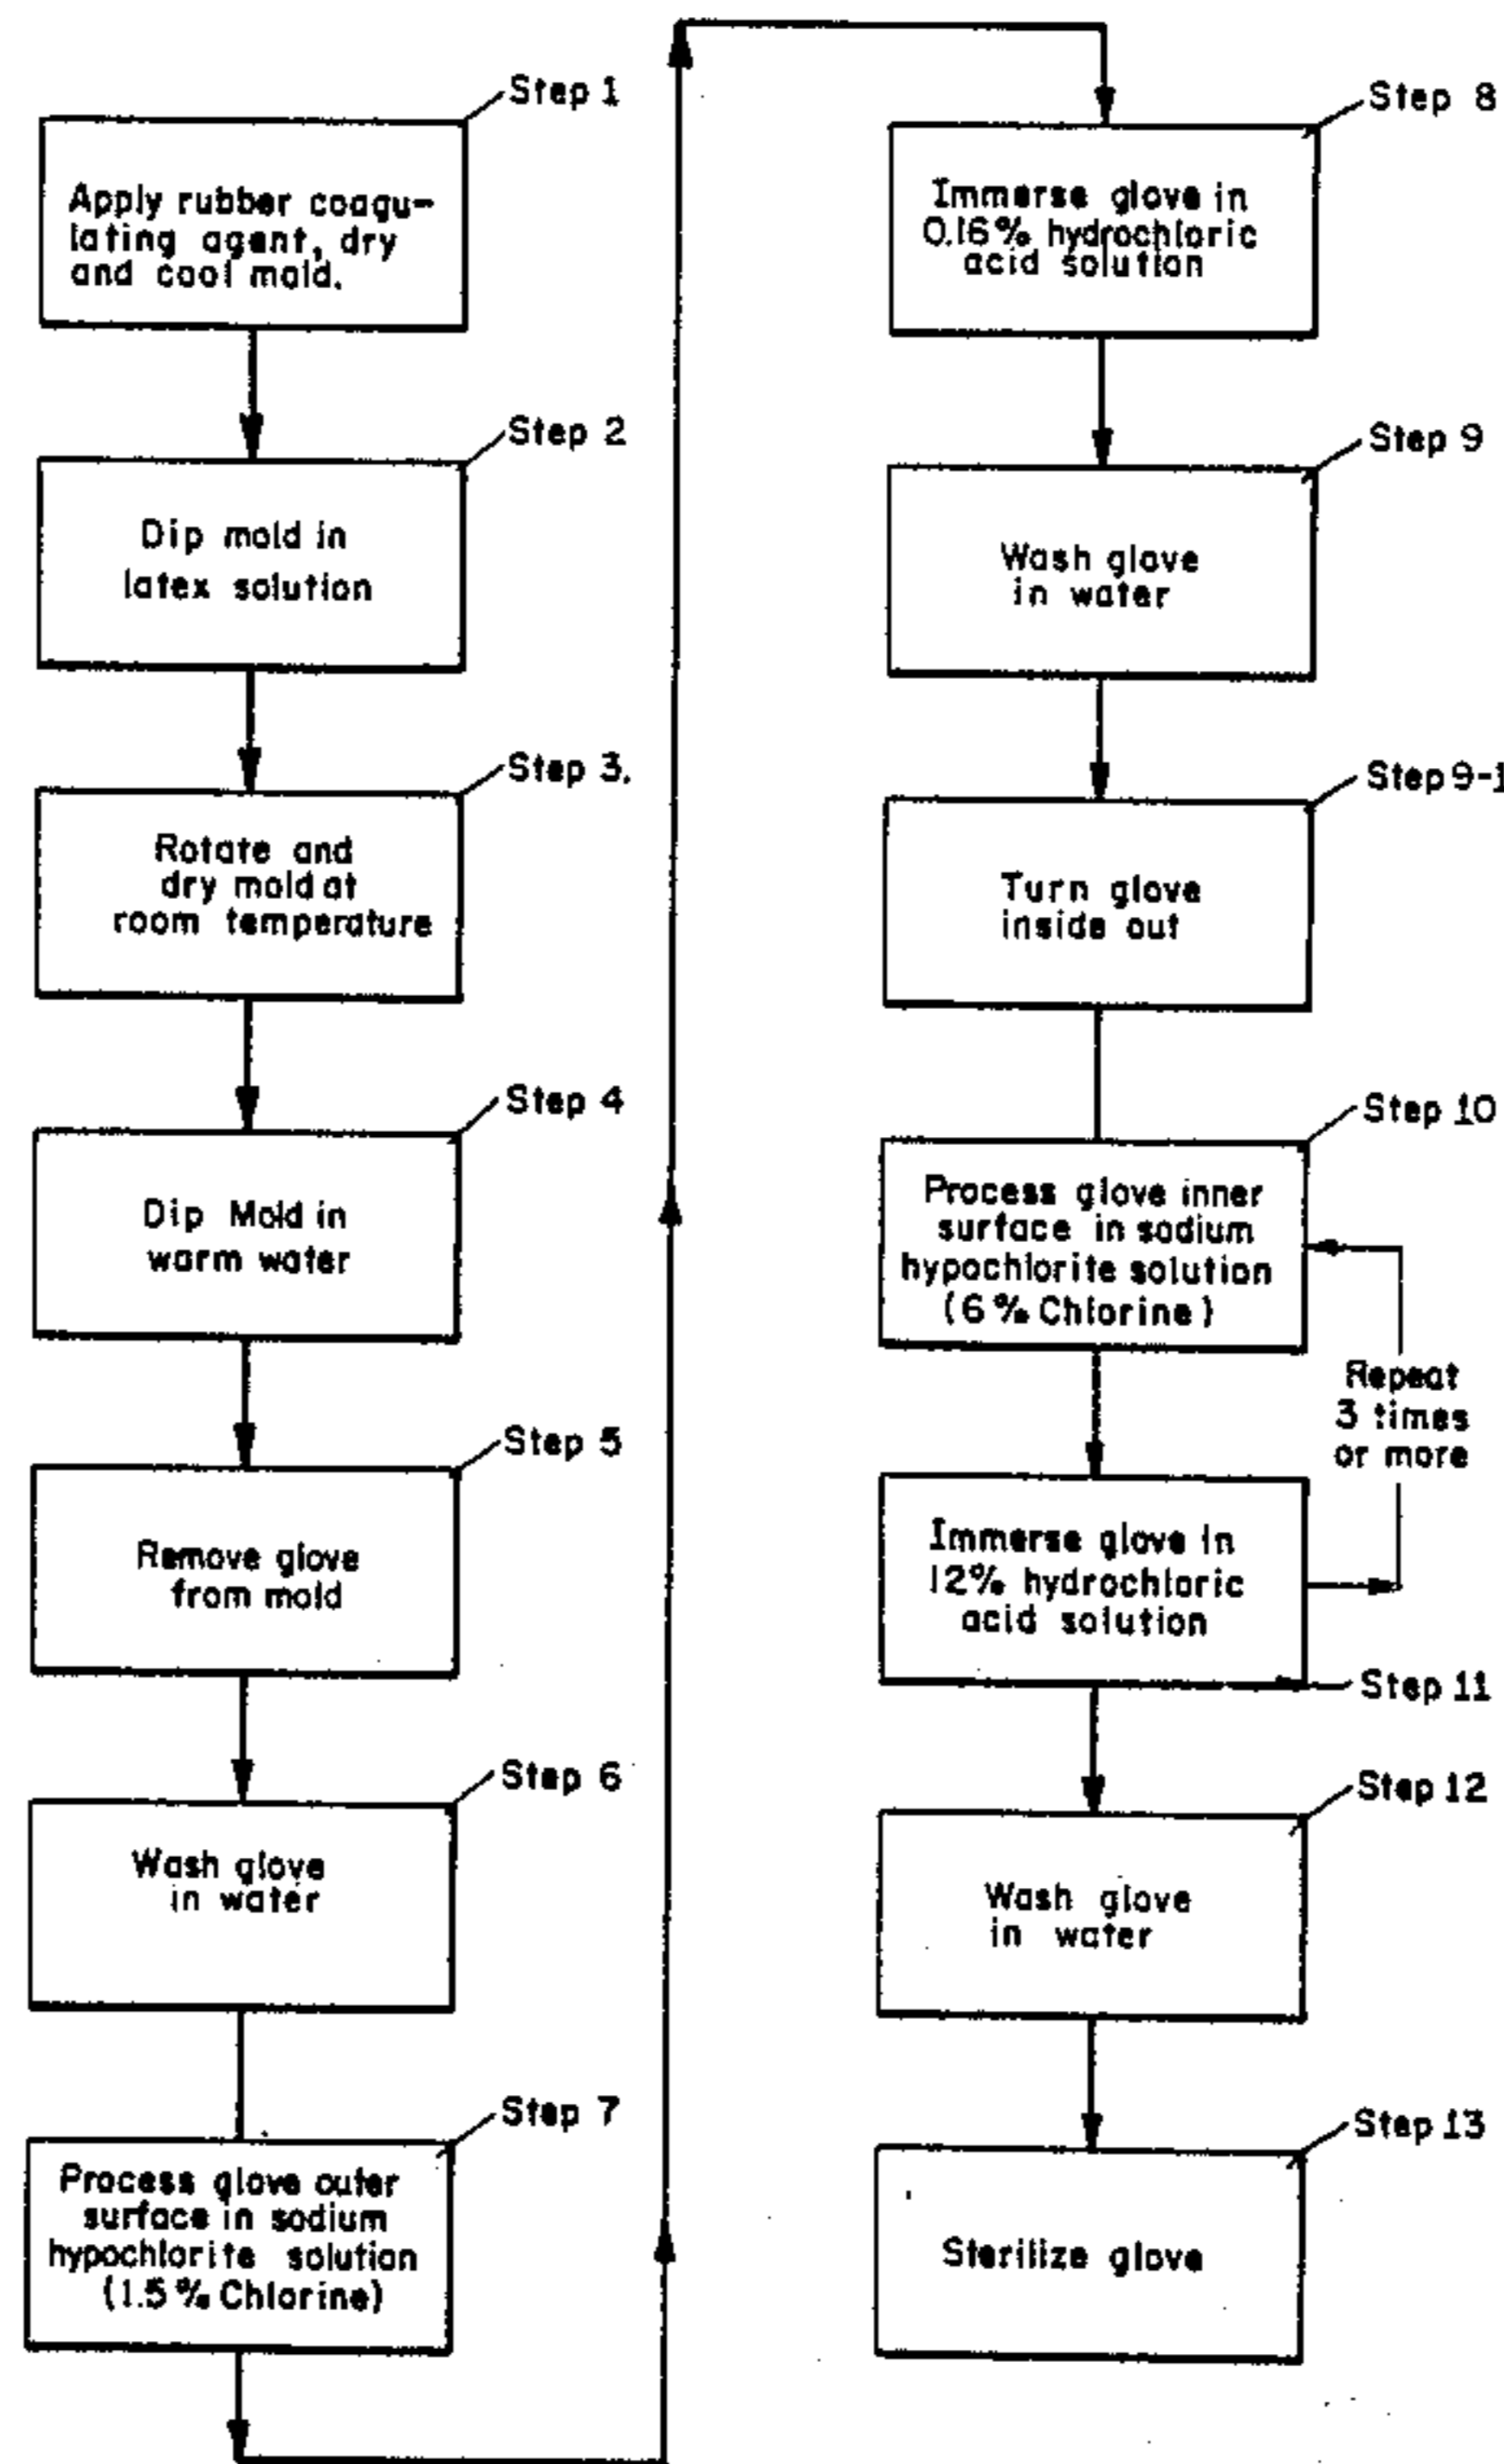 Step 1
Apply rubber coagu-
lating agent, dry
and cool mold.
Step 2
Dip mold in
latex solution
Step 3.
Rotate and
dry mold at
room temperature
Step 4
Dip Mold in
warm water
Step 5
Remove glove
from mold
Step 6
Wash glove
in water
Step 7
Process glove outer
surface in sodium
hypochlorite solution
(1.5% Chlorine)
Step 8
Immerse glove in
0.16% hydrochloric
acid solution
Step 9
Wash glove
in water
Step 9-1
Turn glove
inside out
Step 10
Process glove inner
surface in sodium
hypochlorite solution
(6% Chlorine)
Repeat
3 times
or more
Immerse glove in
12% hydrochloric
acid solution
Step 11
Step 12
Wash glove
in water
Step 13
Sterilize glove